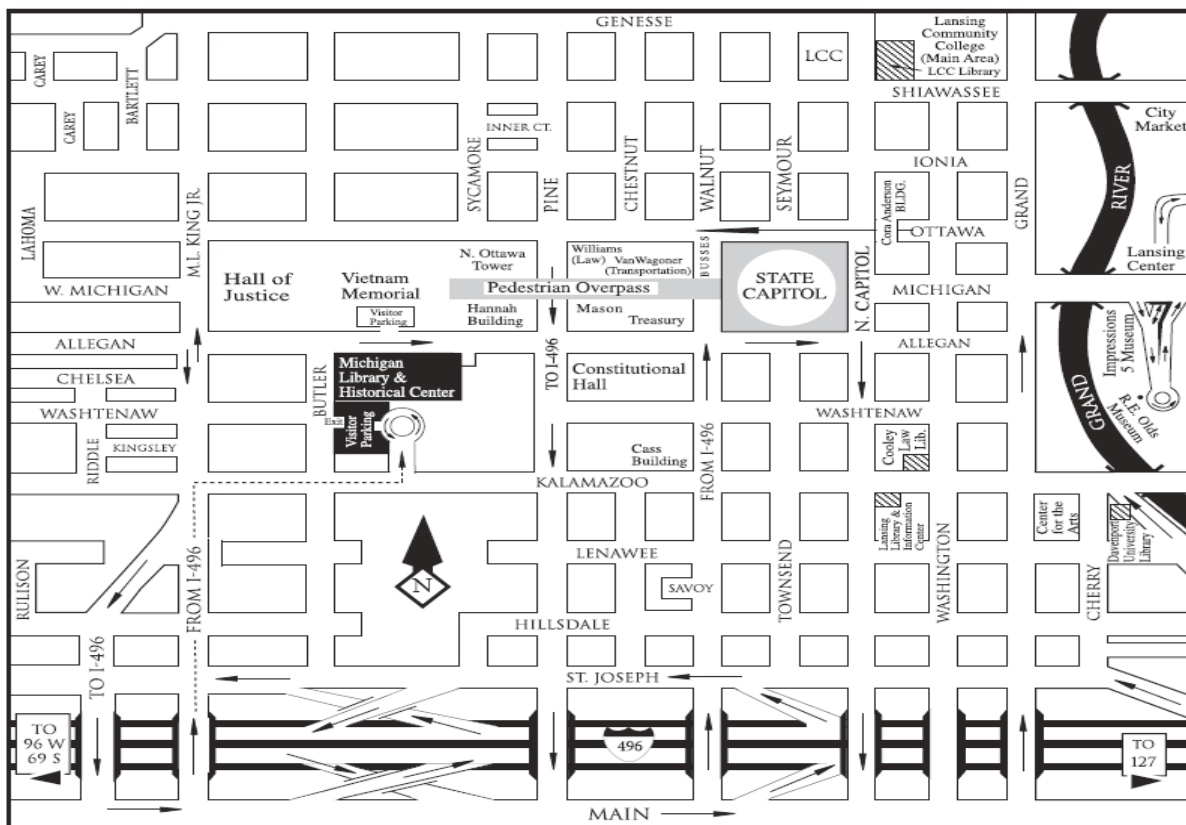 GENESSE
LCC
Lansing
Community
College
(Main Area)
LCC Library
CAREY
BARTLETT
SHIAWASSEE
CAREY
City
Market
INNER CT.
SYCAMORE
PINE
CHESTNUT
WALNUT
SEYMOUR
IONIA
GRAND
RIVER
LAHOMA
M.L KING JR.
Cora Anderson
BLDG.
OTTAWA
Lansing
Center
Hall of
Justice
Vietnam
Memorial
Visitor
Parking
N. Ottawa
Tower
Williams
(Law)
VanWagoner
(Transportation)
BUSSES
STATE
CAPITOL
N. CAPITOL
W. MICHIGAN
Pedestrian Overpass
MICHIGAN
Hannah
Building
Mason
Treasury
ALLEGAN
ALLEGAN
CHELSEA
WASHTENAW
BUTLER
Michigan
Library &
Historical Center
TO I-496
Constitutional
Hall
Impressions
5 Museum
GRAND
R.E. Olds
Museum
WASHTENAW
Exit
Visitor
Parking
RIDDLE
KINGSLEY
Cass
Building
FROM I-496
Cooley
Law
Lib.
KALAMAZOO
Lansing
Library &
Information
Center
Center
for the
Arts
Davenport
University
Library
N
LENAWEE
SAVOY
RULISON
FROM I-496
TOWNSEND
WASHINGTON
CHERRY
HILLSDALE
TO I-496
ST. JOSEPH
TO
96 W
69 S
496
TO
127
MAIN